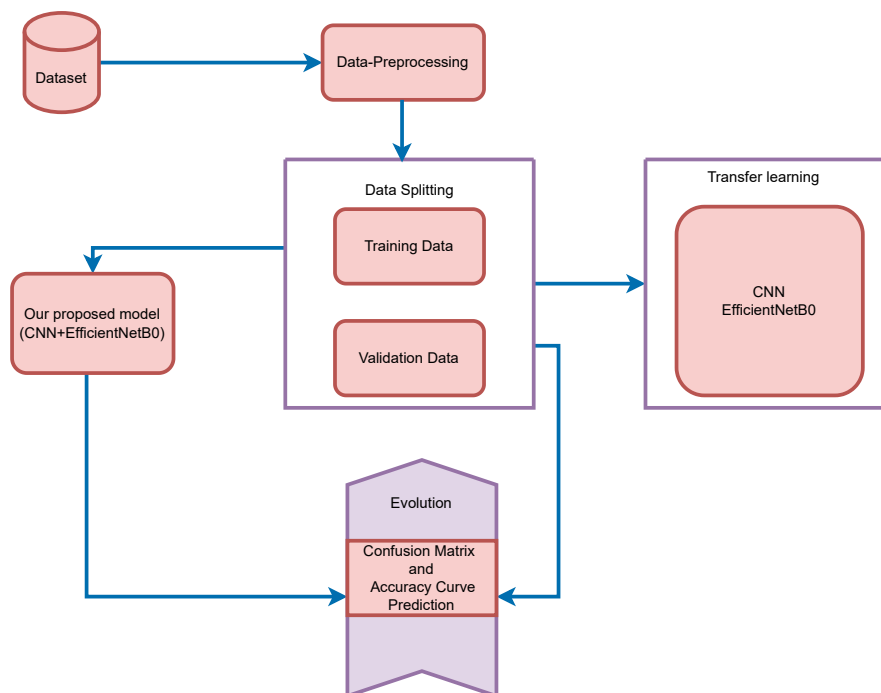 Dataset
Data-Preprocessing
Data Splitting
Training Data
Validation Data
Transfer learning
CNN
EfficientNetB0
Our proposed model
(CNN+EfficientNetB0)
Evolution
Confusion Matrix
and
Accuracy Curve
Prediction